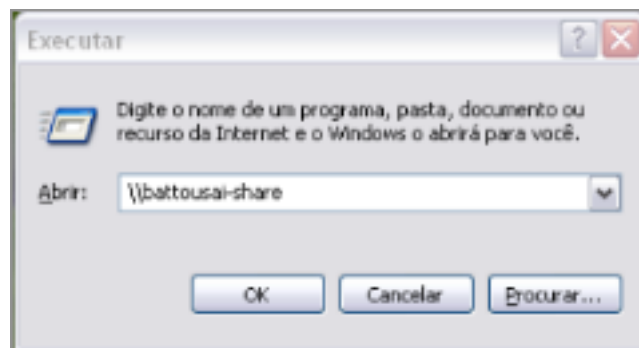 Executar
Digite o nome de um programa, pasta, documento ou
recurso da Internet e o Windows o abrirá para você.
Abrir: \\battousai-share
OK Cancelar Procurar...